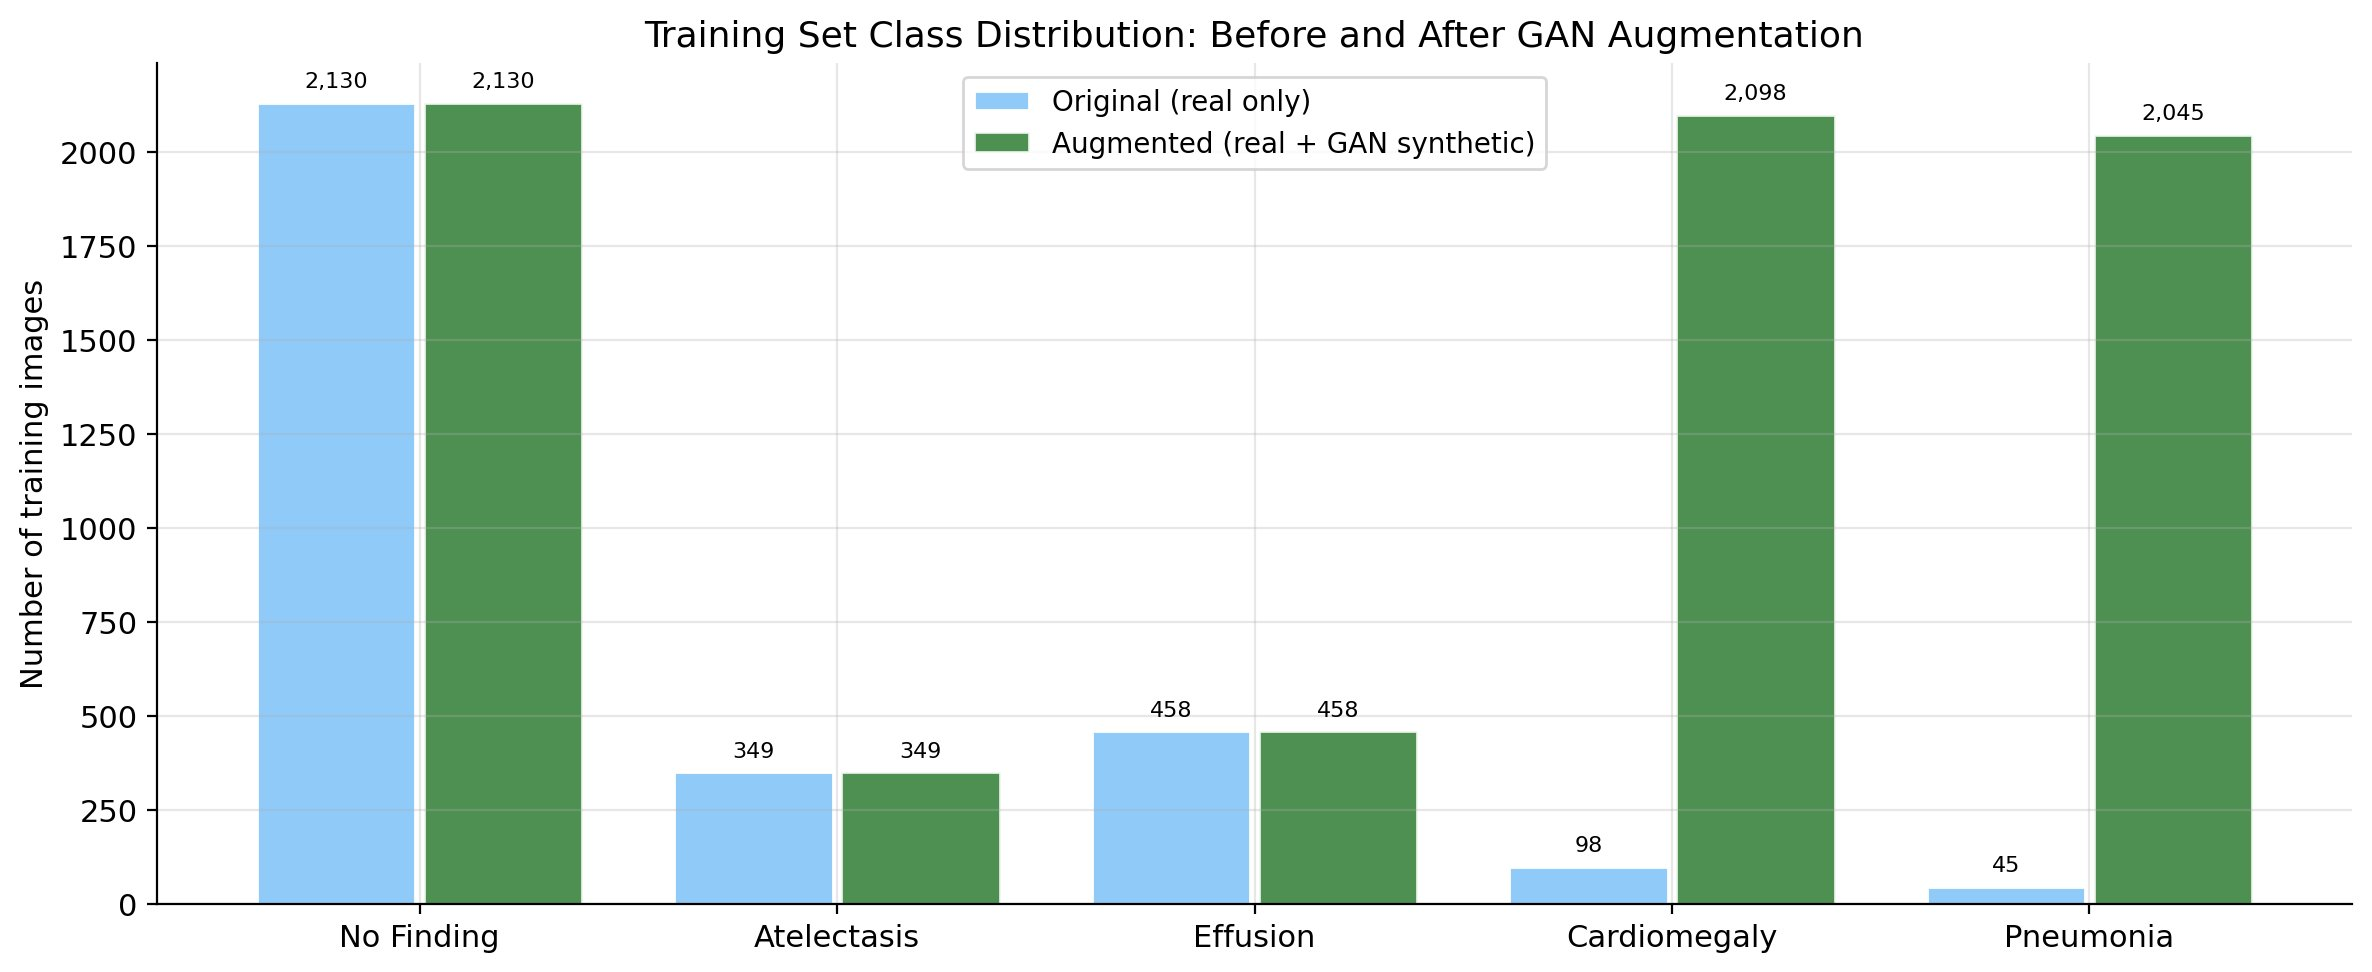 Training Set Class Distribution: Before and After GAN Augmentation
Original (real only)
Augmented (real + GAN synthetic)
Number of training images
2000
1750
1500
1250
1000
750
500
250
0
2,130
2,130
349
349
458
458
98
2,098
45
2,045
No Finding
Atelectasis
Effusion
Cardiomegaly
Pneumonia